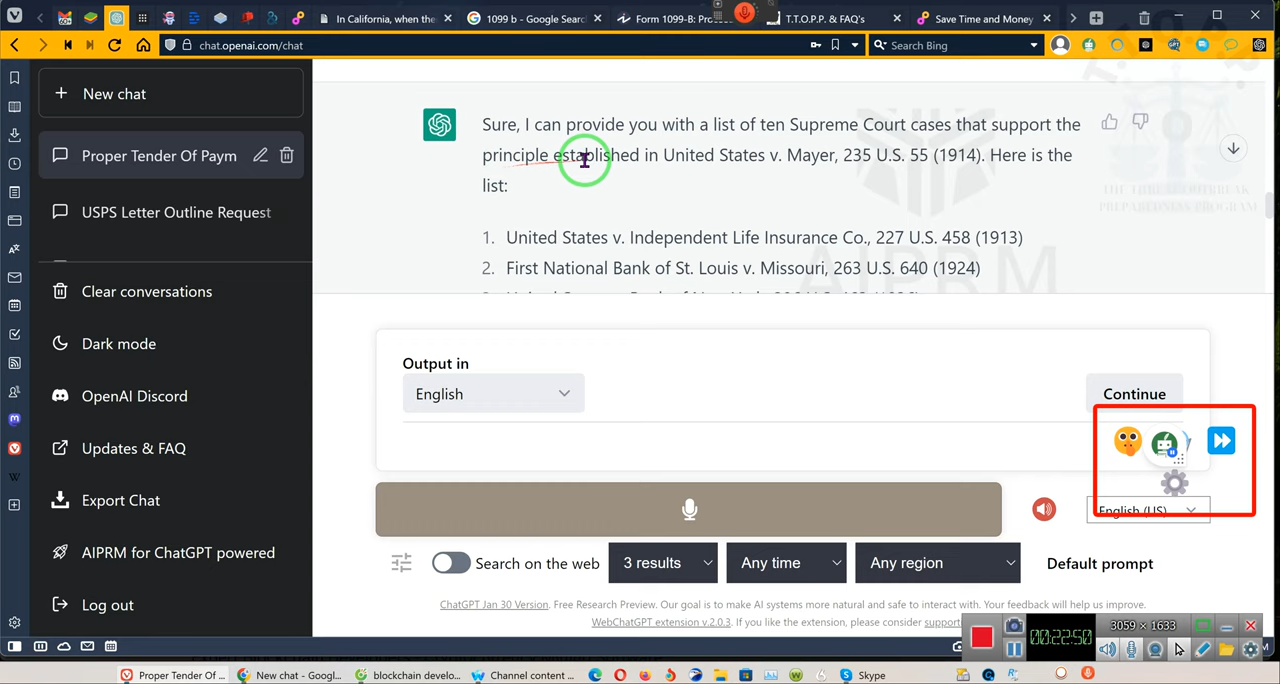 In California, when the
1099 b - Google Sear
Form 1099-B: Pro
T.T.O.P.P. & FAQ's
Save Time and Money
chat.openai.com/chat
Search Bing
New chat
Proper Tender Of Paym
USPS Letter Outline Request
Clear conversations
Dark mode
OpenAI Discord
Updates & FAQ
Export Chat
AIPRM for ChatGPT powered
Log out
Sure, I can provide you with a list of ten Supreme Court cases that support the
principle established in United States v. Mayer, 235 U.S. 55 (1914). Here is the
list:
1. United States v. Independent Life Insurance Co., 227 U.S. 458 (1913)
2. First National Bank of St. Louis v. Missouri, 263 U.S. 640 (1924)
AIPRM
THE THREAT OUTBREAK
PREPAREDNESS PROGRAM
Output in
English
Continue
English (US)
Search on the web
3 results
Any time
Any region
Default prompt
ChatGPT Jan 30 Version. Free Research Preview. Our goal is to make AI systems more natural and safe to interact with. Your feedback will help us improve.
WebChatGPT extension v.2.0.3. If you like the extension, please consider suppor
00:22:50
3059 × 1633
Proper Tender Of ...
New chat - Googl...
blockchain develo...
Channel content ...
Skype